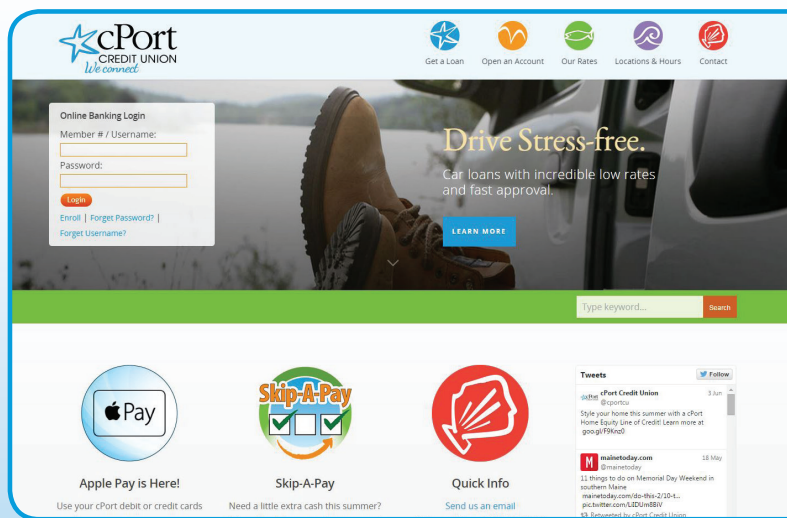 cPort
CREDIT UNION
We connect
Get a Loan
Open an Account
Our Rates
Locations & Hours
Contact
Online Banking Login
Member # / Username:
Password:
Login
Enroll | Forget Password? |
Forget Username?
Drive Stress-free.
Car loans with incredible low rates
and fast approval.
LEARN MORE
Type keyword...
Search
Pay
Apple Pay is Here!
Use your cPort debit or credit cards
Skip-A-Pay
Skip-A-Pay
Need a little extra cash this summer?
Quick Info
Send us an email
Tweets
Follow
cPort Credit Union
3 Jun
@cportcu
Style your home this summer with a cPort
Home Equity Line of Credit! Learn more at
goo.gl/F9Knz0
M
mainetoday.com
18 May
@mainetoday
11 things to do on Memorial Day Weekend in
southern Maine
mainetoday.com/do-this-2/10-t...
pic.twitter.com/LIDUm8BiV
Retweeted by cPort Credit Union